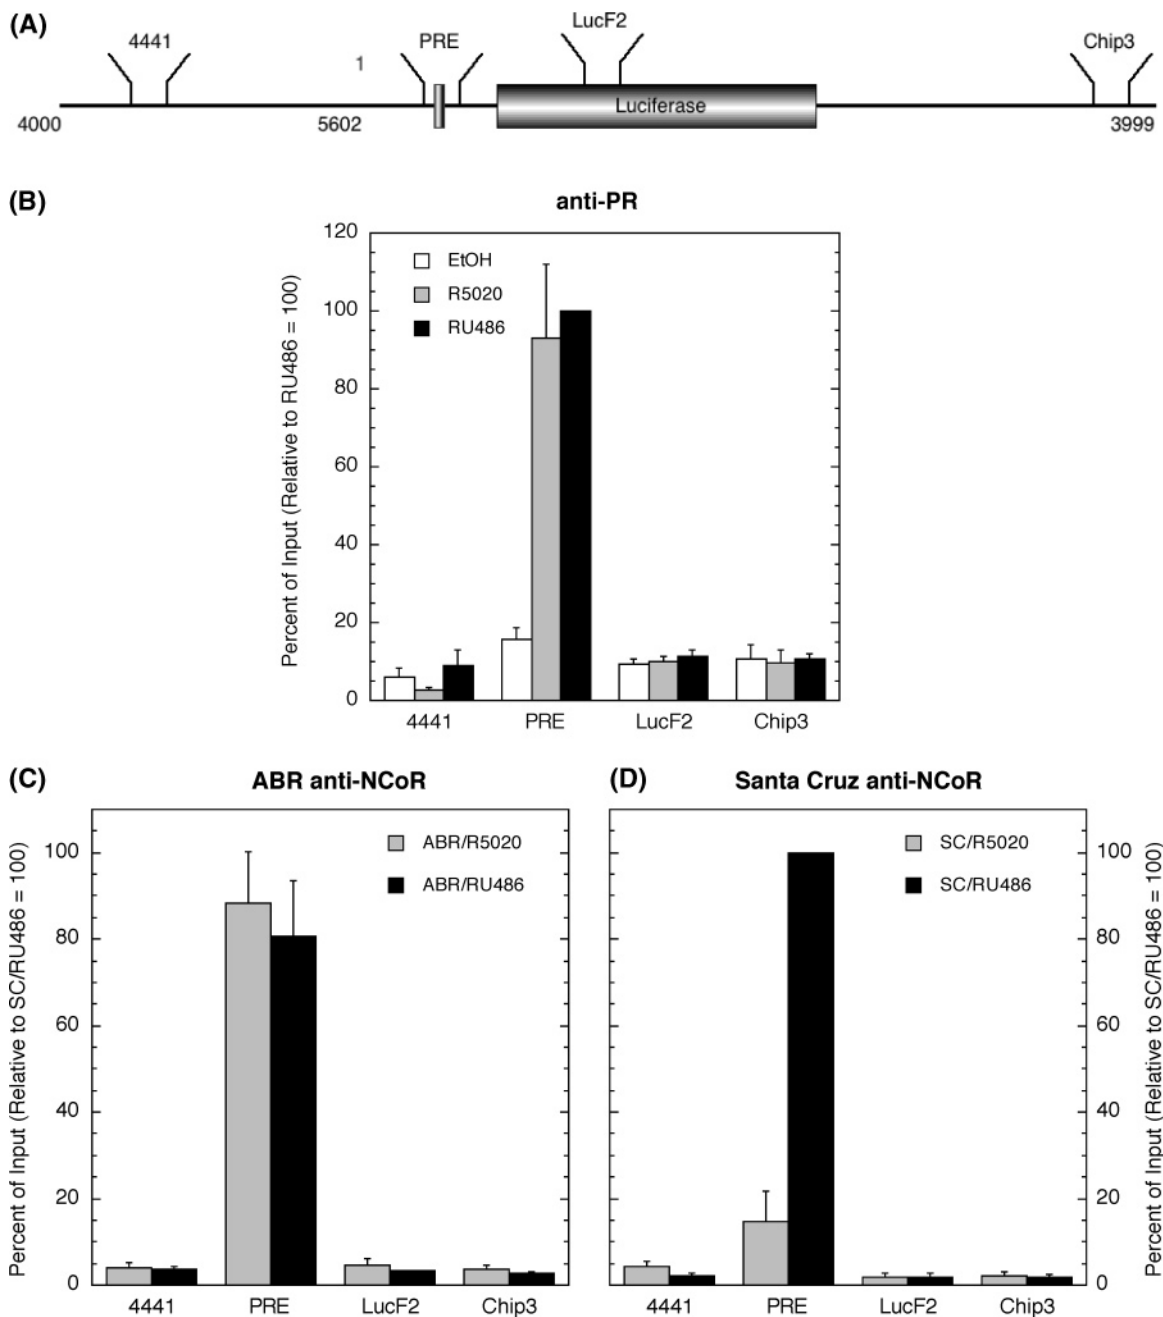 (A)
4441
1
PRE
LucF2
Chip3
Luciferase
4000
5602
3999
(B)
anti-PR
Percent of Input (Relative to RU486 = 100)
120
100
80
60
40
20
0
EtOH
R5020
RU486
4441 PRE LucF2 Chip3
(C)
ABR anti-NCoR
Percent of Input (Relative to SC/RU486 = 100)
100
80
60
40
20
0
ABR/R5020
ABR/RU486
4441 PRE LucF2 Chip3
(D)
Santa Cruz anti-NCoR
SC/R5020
SC/RU486
100
80
60
40
20
0
Percent of Input (Relative to SC/RU486 = 100)
4441 PRE LucF2 Chip3